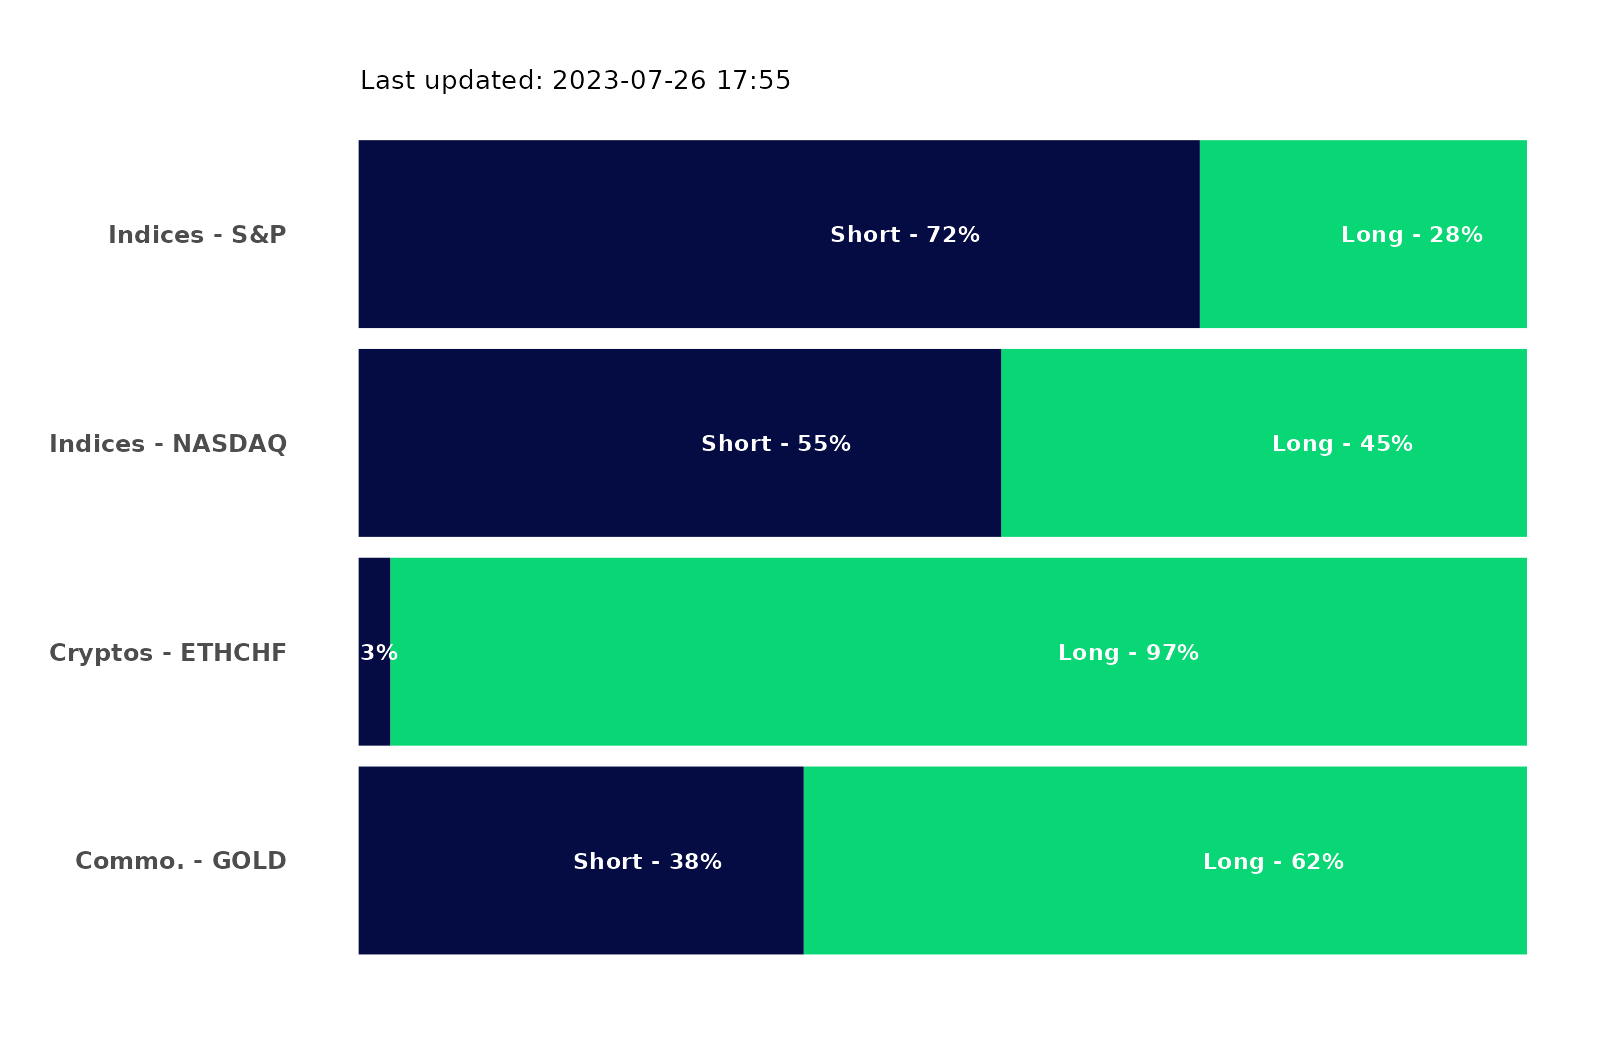 Last updated: 2023-07-26 17:55
Indices - S&P
Short - 72%
Long - 28%
Indices - NASDAQ
Short - 55%
Long - 45%
Cryptos - ETHCHF
3%
Long - 97%
Commo. - GOLD
Short - 38%
Long - 62%